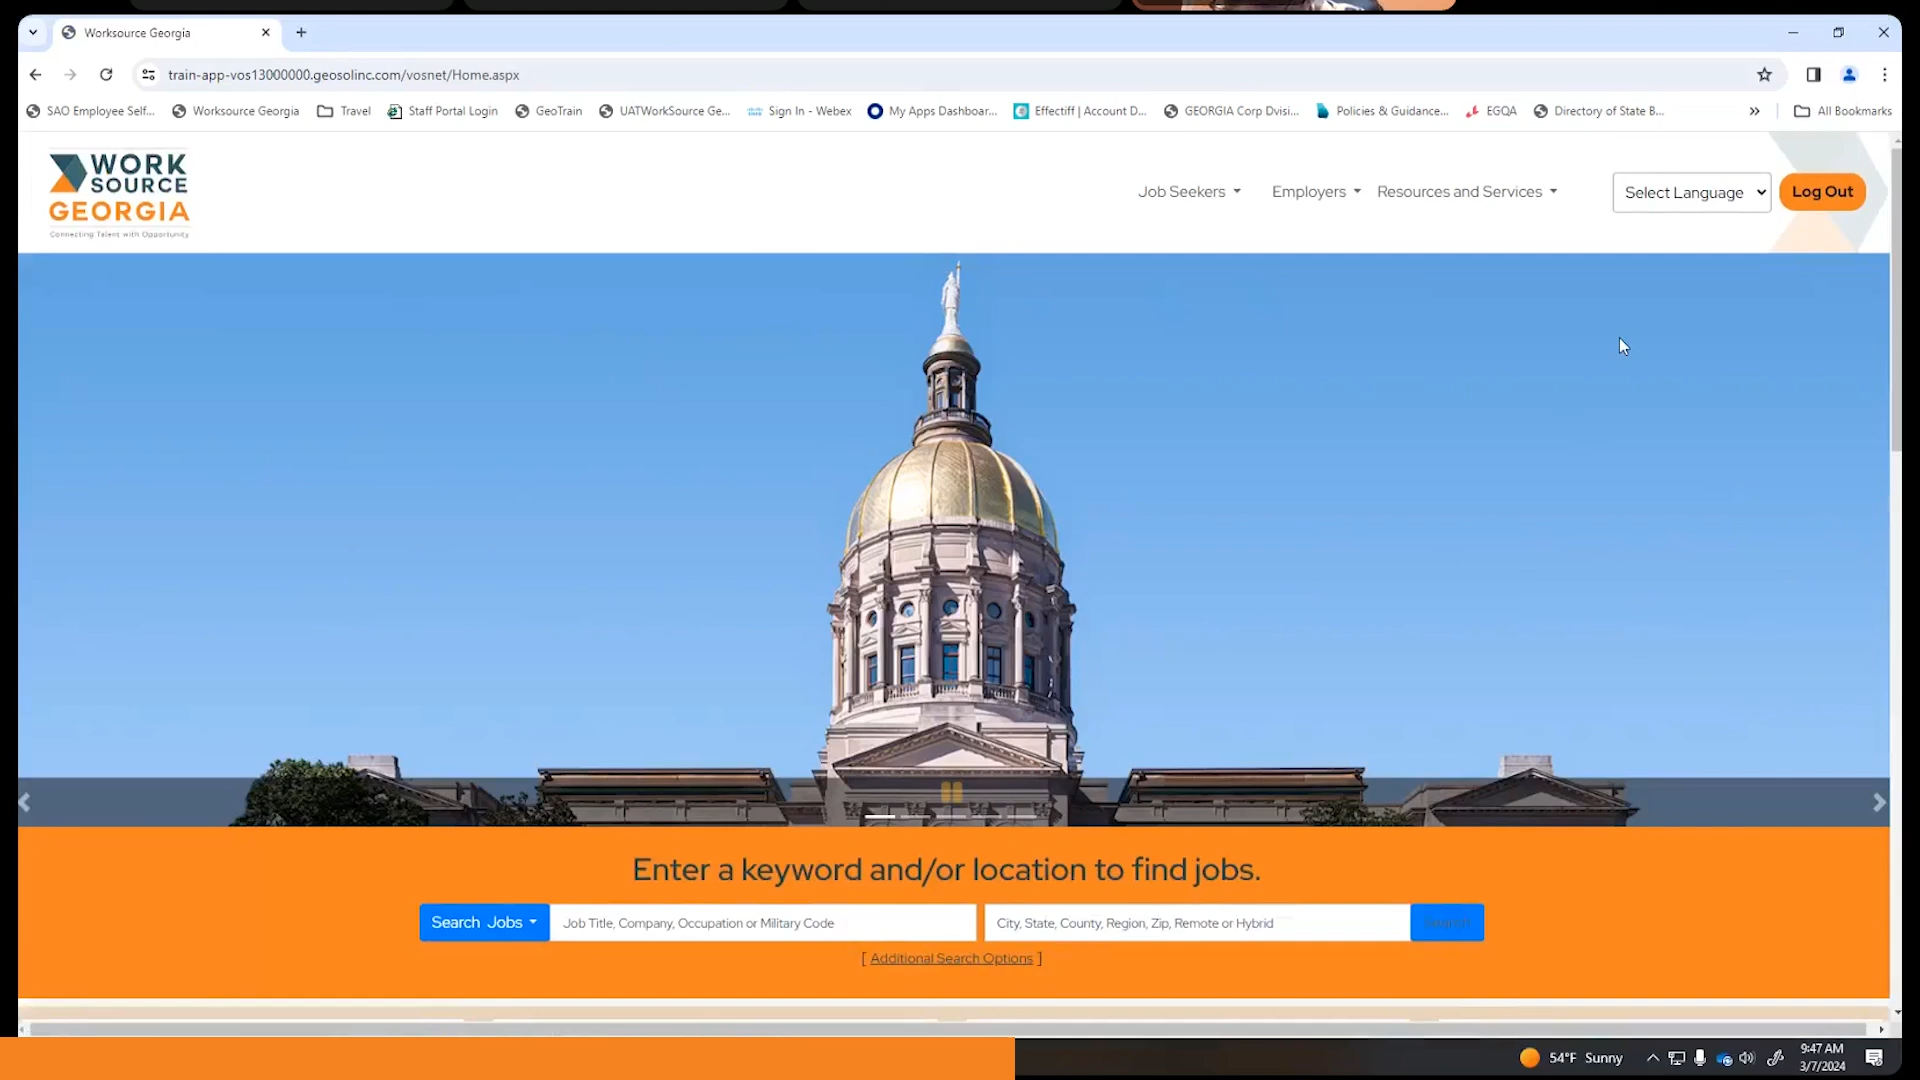 Worksource Georgia
train-app-vos13000000.geosolinc.com/vosnet/Home.aspx
SAO Employee Self...
Worksource Georgia
Travel
Staff Portal Login
GeoTrain
UATWorkSource Ge...
Sign In - Webex
My Apps Dashboar...
Effectiff | Account D...
GEORGIA Corp Dvisi...
Policies & Guidance...
EGQA
Directory of State B...
All Bookmarks
WORK
SOURCE
GEORGIA
Connecting Talent with Opportunity
Job Seekers
Employers
Resources and Services
Select Language
Log Out
Enter a keyword and/or location to find jobs.
Search Jobs
Job Title, Company, Occupation or Military Code
City, State, County, Region, Zip, Remote or Hybrid
[ Additional Search Options ]
54°F Sunny
9:47 AM
3/7/2024